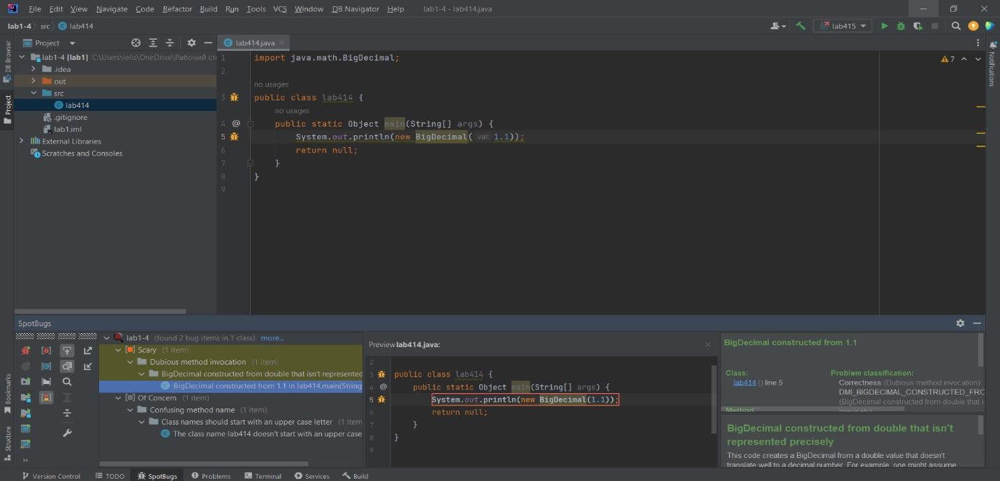 File Edit View Navigate Code Refactor Build Run Tools VCS Window DB Navigator Help lab1-4 - lab414.java
lab1-4 src lab414 lab415
DB Browser
Project
Project
lab1-4 [lab1] C:\Users\lelis\OneDrive\Рабочий ст
.idea
out
src
lab414
.gitignore
lab1.iml
External Libraries
Scratches and Consoles
lab414.java
1 import java.math.BigDecimal;
2
no usages
3 public class lab414 {
no usages
4 @ public static Object main(String[] args) {
5 System.out.println(new BigDecimal( val: 1.1));
6 return null;
7 }
8 }
9
7
Notifications
SpotBugs
lab1-4 (found 2 bug items in 1 class) more...
Scary (1 item)
Dubious method invocation (1 item)
BigDecimal constructed from double that isn't represented
BigDecimal constructed from 1.1 in lab414.main(String
Of Concern (1 item)
Confusing method name (1 item)
Class names should start with an upper case letter (1 item
The class name lab414 doesn't start with an upper case
Preview lab414.java:
2
3 public class lab414 {
4 @ public static Object main(String[] args) {
5 System.out.println(new BigDecimal(1.1));
6 return null;
7 }
8 }
9
BigDecimal constructed from 1.1
Class:
lab414 () line 5
Method:
Problem classification:
Correctness (Dubious method invocation)
DMI_BIGDECIMAL_CONSTRUCTED_FRO
(BigDecimal constructed from double that is
precisely)
BigDecimal constructed from double that isn't
represented precisely
This code creates a BigDecimal from a double value that doesn't
translate well to a decimal number. For example, one might assume
Bookmarks
Structure
Version Control TODO SpotBugs Problems Terminal Services Build